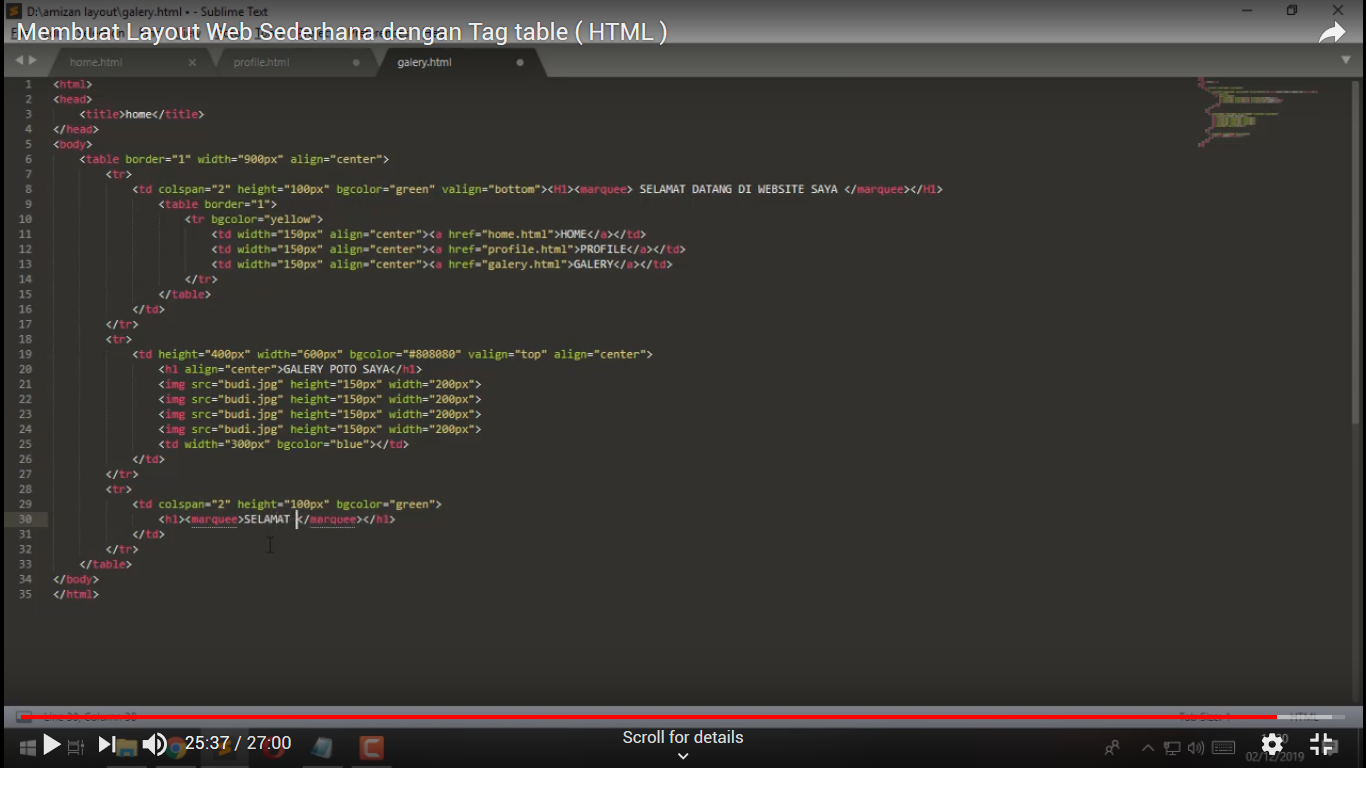 D:\amizan layout\galery.html • - Sublime Text
Membuat Layout Web Sederhana dengan Tag table ( HTML )
home.html profile.html galery.html
1 <html>
2 <head>
3 <title>home</title>
4 </head>
5 <body>
6 <table border="1" width="900px" align="center">
7 <tr>
8 <td colspan="2" height="100px" bgcolor="green" valign="bottom"><H1><marquee> SELAMAT DATANG DI WEBSITE SAYA </marquee></H1>
9 <table border="1">
10 <tr bgcolor="yellow">
11 <td width="150px" align="center"><a href="home.html">HOME</a></td>
12 <td width="150px" align="center"><a href="profile.html">PROFILE</a></td>
13 <td width="150px" align="center"><a href="galery.html">GALERY</a></td>
14 </tr>
15 </table>
16 </td>
17 </tr>
18 <tr>
19 <td height="400px" width="600px" bgcolor="#808080" valign="top" align="center">
20 <h1 align="center">GALERY POTO SAYA</h1>
21 <img src="budi.jpg" height="150px" width="200px">
22 <img src="budi.jpg" height="150px" width="200px">
23 <img src="budi.jpg" height="150px" width="200px">
24 <img src="budi.jpg" height="150px" width="200px">
25 <td width="300px" bgcolor="blue"></td>
26 </td>
27 </tr>
28 <tr>
29 <td colspan="2" height="100px" bgcolor="green">
30 <h1><marquee>SELAMAT </marquee></h1>
31 </td>
32 </tr>
33 </table>
34 </body>
35 </html>
25:37 / 27:00
Scroll for details
02/12/2019